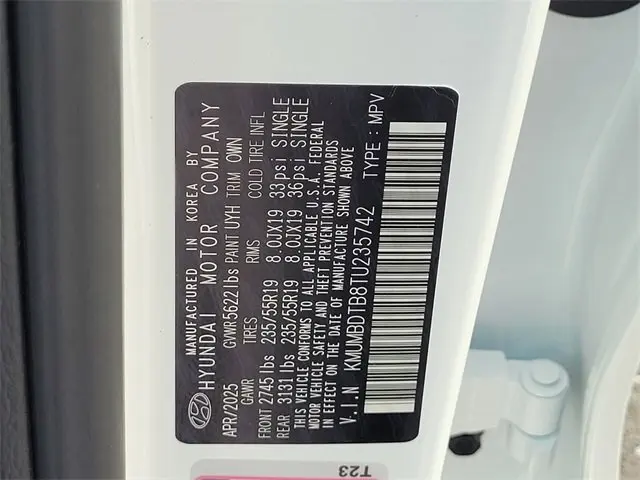 MANUFACTURED IN KOREA BY
HYUNDAI MOTOR COMPANY
APR/2025 GVWR 5622 lbs PAINT UYH TRIM OWN
GAWR TIRES RIMS COLD TIRE INFL
FRONT 2745 lbs 235/55R19 8.0JX19 33psi SINGLE
REAR 3131 lbs 235/55R19 8.0JX19 36psi SINGLE
THIS VEHICLE CONFORMS TO ALL APPLICABLE U.S.A. FEDERAL
MOTOR VEHICLE SAFETY AND THEFT PREVENTION STANDARDS
IN EFFECT ON THE DATE OF MANUFACTURE SHOWN ABOVE
V.I.N KMUMBDTB8TU235742 TYPE : MPV
T23